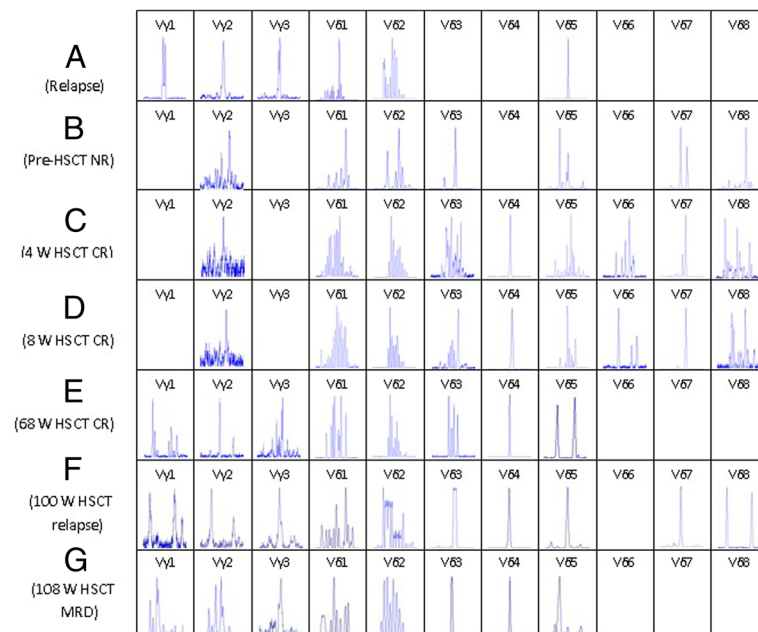 Vγ1 Vγ2 Vγ3 Vδ1 Vδ2 Vδ3 Vδ4 Vδ5 Vδ6 Vδ7 Vδ8
A
(Relapse)
Vγ1 Vγ2 Vγ3 Vδ1 Vδ2 Vδ3 Vδ4 Vδ5 Vδ6 Vδ7 Vδ8
B
(Pre-HSCT NR)
Vγ1 Vγ2 Vγ3 Vδ1 Vδ2 Vδ3 Vδ4 Vδ5 Vδ6 Vδ7 Vδ8
C
(4 W HSCT CR)
Vγ1 Vγ2 Vγ3 Vδ1 Vδ2 Vδ3 Vδ4 Vδ5 Vδ6 Vδ7 Vδ8
D
(8 W HSCT CR)
Vγ1 Vγ2 Vγ3 Vδ1 Vδ2 Vδ3 Vδ4 Vδ5 Vδ6 Vδ7 Vδ8
E
(68 W HSCT CR)
Vγ1 Vγ2 Vγ3 Vδ1 Vδ2 Vδ3 Vδ4 Vδ5 Vδ6 Vδ7 Vδ8
F
(100 W HSCT
relapse)
Vγ1 Vγ2 Vγ3 Vδ1 Vδ2 Vδ3 Vδ4 Vδ5 Vδ6 Vδ7 Vδ8
G
(108 W HSCT
MRD)